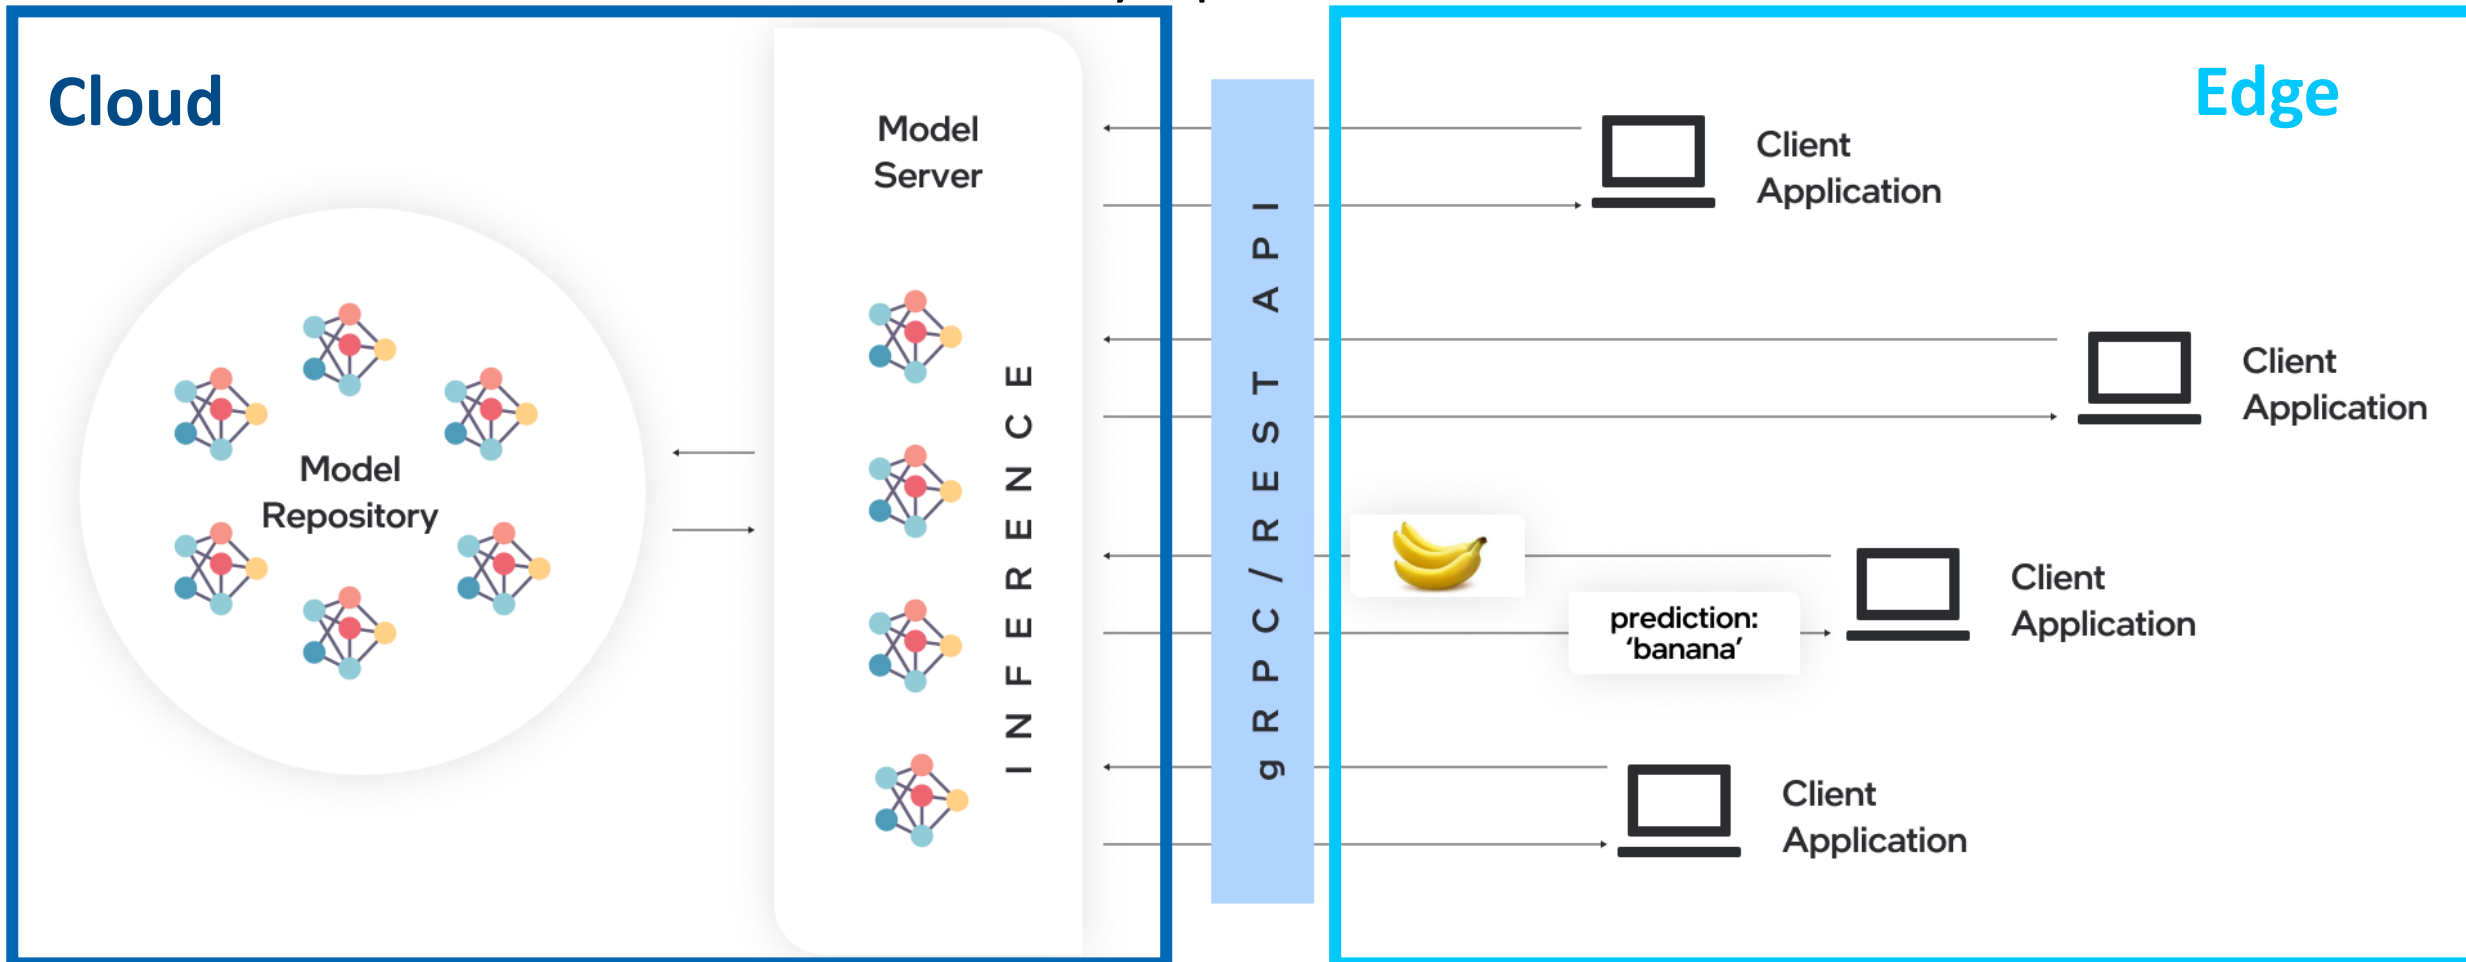 Cloud
Model
Server
Model
Repository
INFERENCE
gRPC/REST API
Edge
Client
Application
Client
Application
prediction:
‘banana’
Client
Application
Client
Application